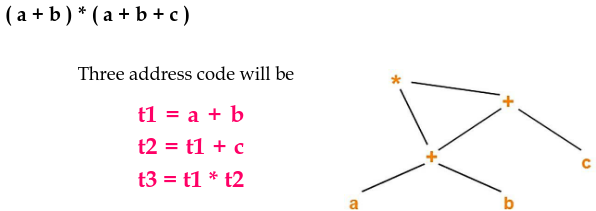 ( a + b ) * ( a + b + c )
Three address code will be
t1 = a + b
t2 = t1 + c
t3 = t1 * t2
*
+
+
c
a
b